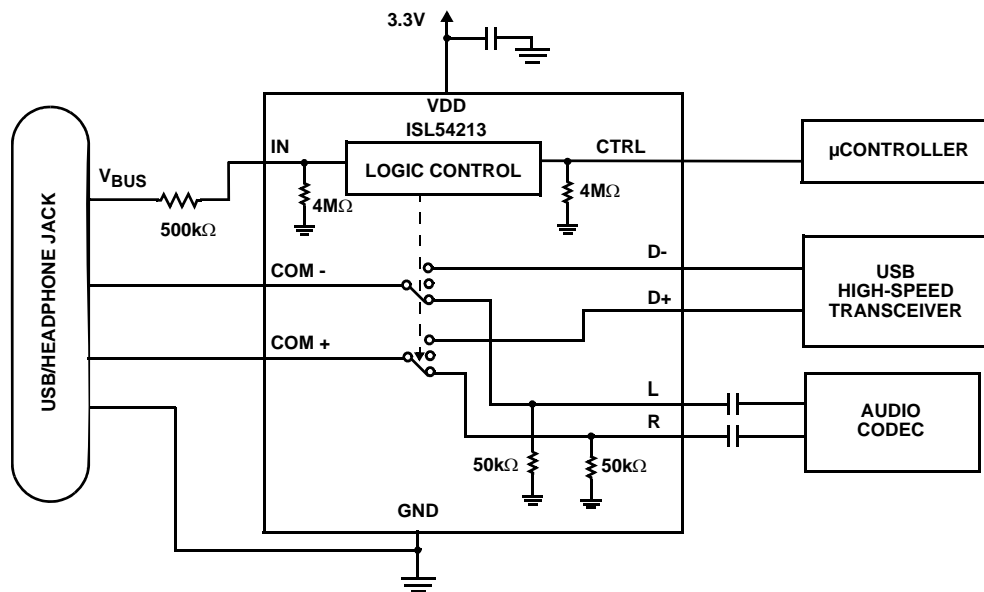 3.3V
VDD
ISL54213
IN
LOGIC CONTROL
CTRL
µCONTROLLER
USB/HEADPHONE JACK
VBUS
500kΩ
4MΩ
4MΩ
COM -
COM +
D-
D+
USB
HIGH-SPEED
TRANSCEIVER
L
R
AUDIO
CODEC
50kΩ
50kΩ
GND